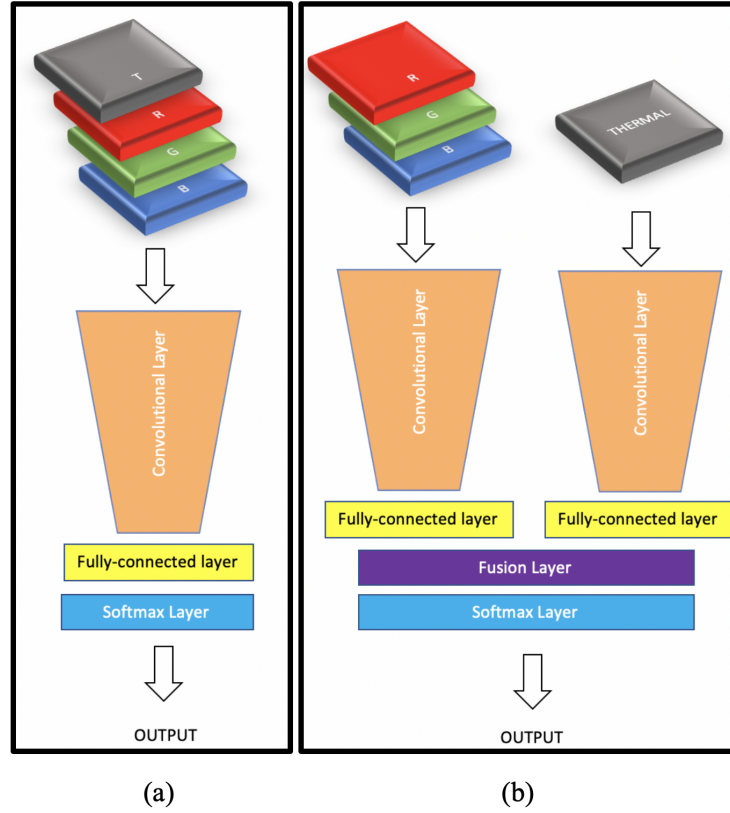 T
R
G
B
Convolutional Layer
Fully-connected layer
Softmax Layer
OUTPUT
(a)
R
G
B
THERMAL
Convolutional Layer
Convolutional Layer
Fully-connected layer
Fully-connected layer
Fusion Layer
Softmax Layer
OUTPUT
(b)